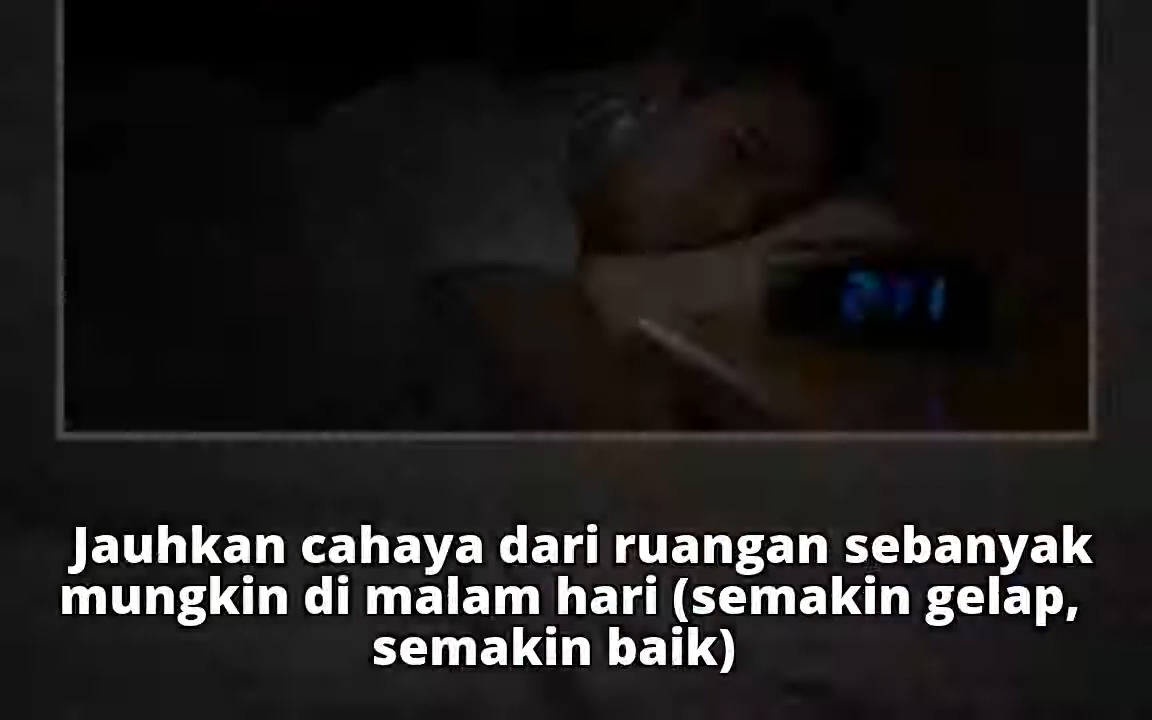 Jauhkan cahaya dari ruangan sebanyak
mungkin di malam hari (semakin gelap,
semakin baik)